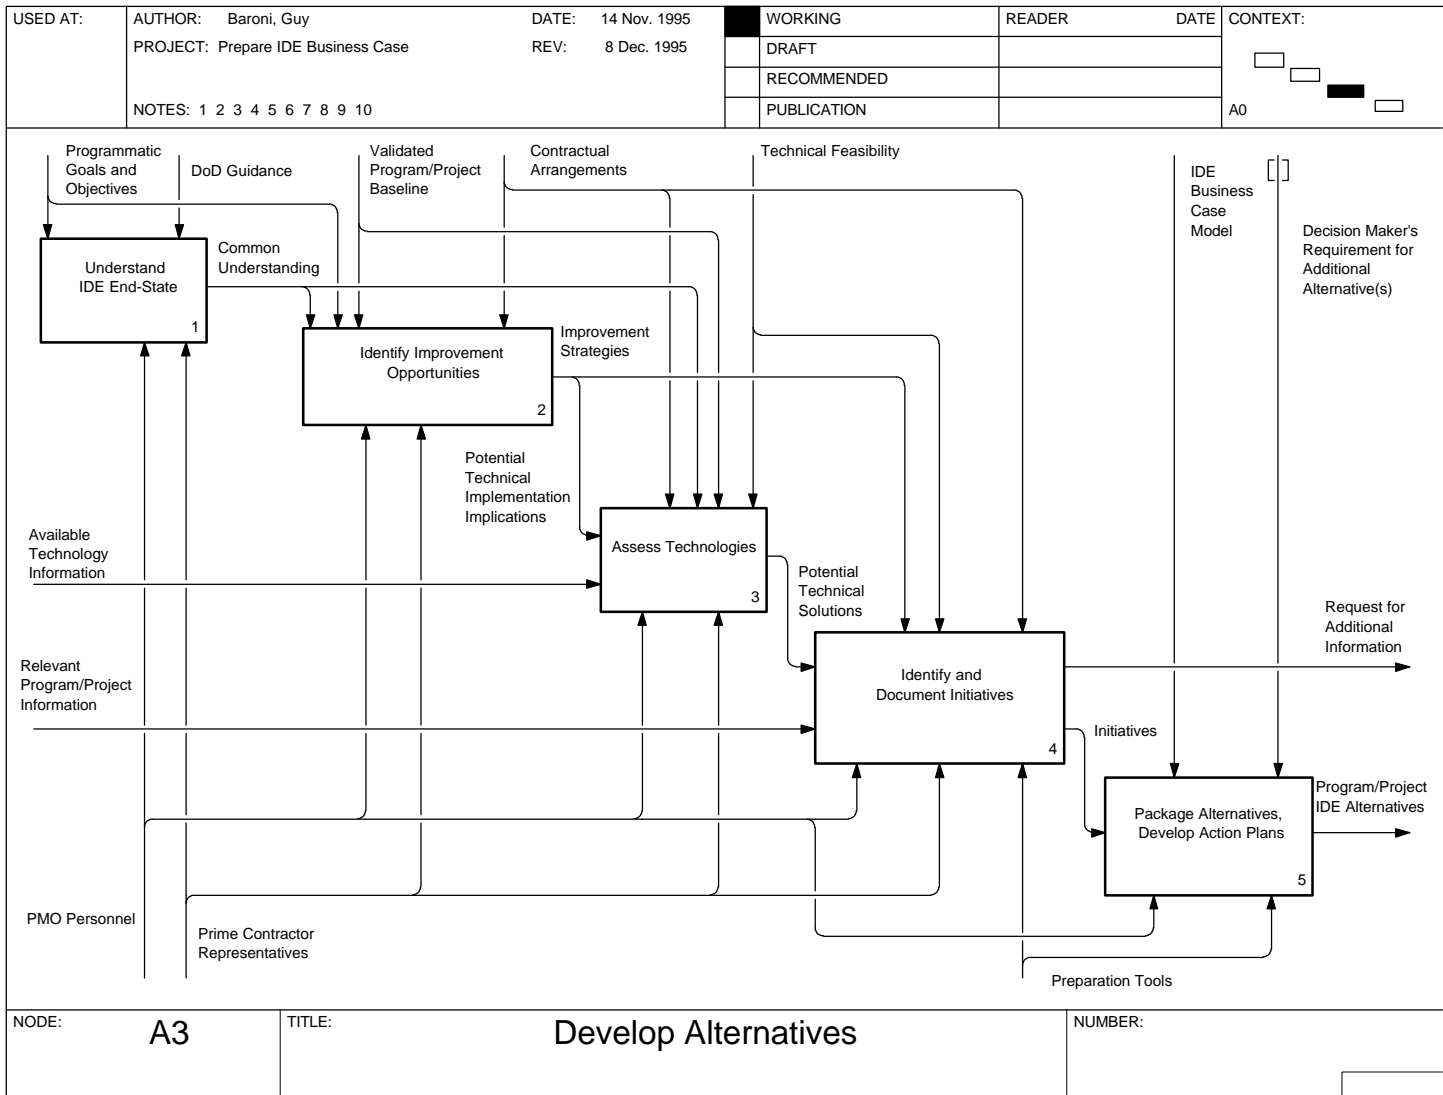 USED AT:
AUTHOR: Baroni, Guy
DATE: 14 Nov. 1995
WORKING
READER DATE
CONTEXT:
PROJECT: Prepare IDE Business Case
REV: 8 Dec. 1995
DRAFT
RECOMMENDED
NOTES: 1 2 3 4 5 6 7 8 9 10
PUBLICATION
A0
Programmatic
Goals and
Objectives
DoD Guidance
Validated
Program/Project
Baseline
Contractual
Arrangements
Technical Feasibility
IDE
Business
Case
Model
Decision Maker's
Requirement for
Additional
Alternative(s)
Understand
IDE End-State
1
Common
Understanding
Identify Improvement
Opportunities
2
Improvement
Strategies
Potential
Technical
Implementation
Implications
Available
Technology
Information
Assess Technologies
3
Potential
Technical
Solutions
Relevant
Program/Project
Information
Identify and
Document Initiatives
4
Request for
Additional
Information
Initiatives
Package Alternatives,
Develop Action Plans
5
Program/Project
IDE Alternatives
PMO Personnel
Prime Contractor
Representatives
Preparation Tools
NODE:
A3
TITLE:
Develop Alternatives
NUMBER: